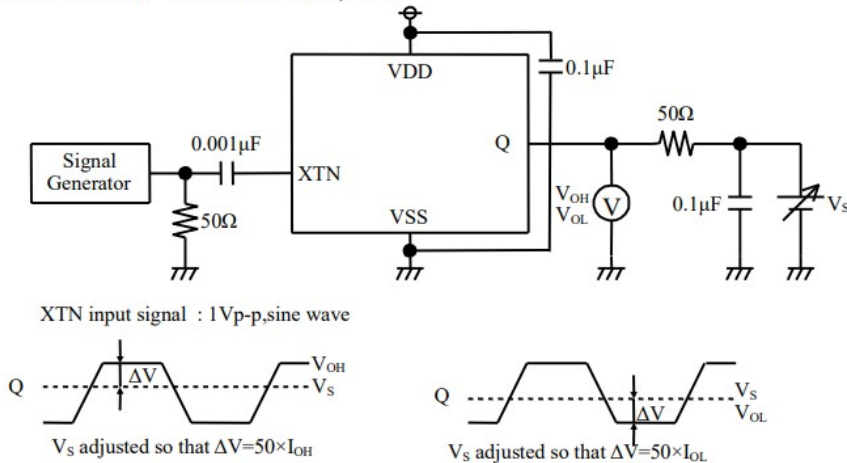 VDD
0.1μF
50Ω
0.001μF
Q
Signal
Generator
XTN
VOH
VOL
V
0.1μF
VS
50Ω
VSS
XTN input signal : 1Vp-p,sine wave
VOH
ΔV
Q
VS
VS adjusted so that ΔV=50×IOH
Q
VS
ΔV
VOL
VS adjusted so that ΔV=50×IOL